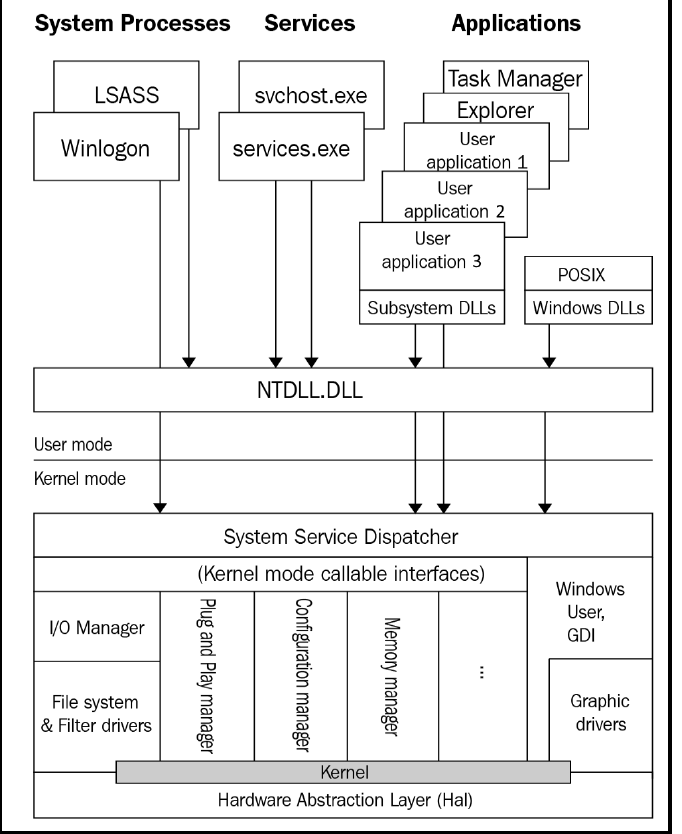 System Processes
Services
Applications
LSASS
Winlogon
svchost.exe
services.exe
Task Manager
Explorer
User
application 1
User
application 2
User
application 3
Subsystem DLLs
POSIX
Windows DLLs
NTDLL.DLL
User mode
Kernel mode
System Service Dispatcher
(Kernel mode callable interfaces)
I/O Manager
File system
& Filter drivers
Plug and Play manager
Configuration manager
Memory manager
...
Windows
User,
GDI
Graphic
drivers
Kernel
Hardware Abstraction Layer (Hal)